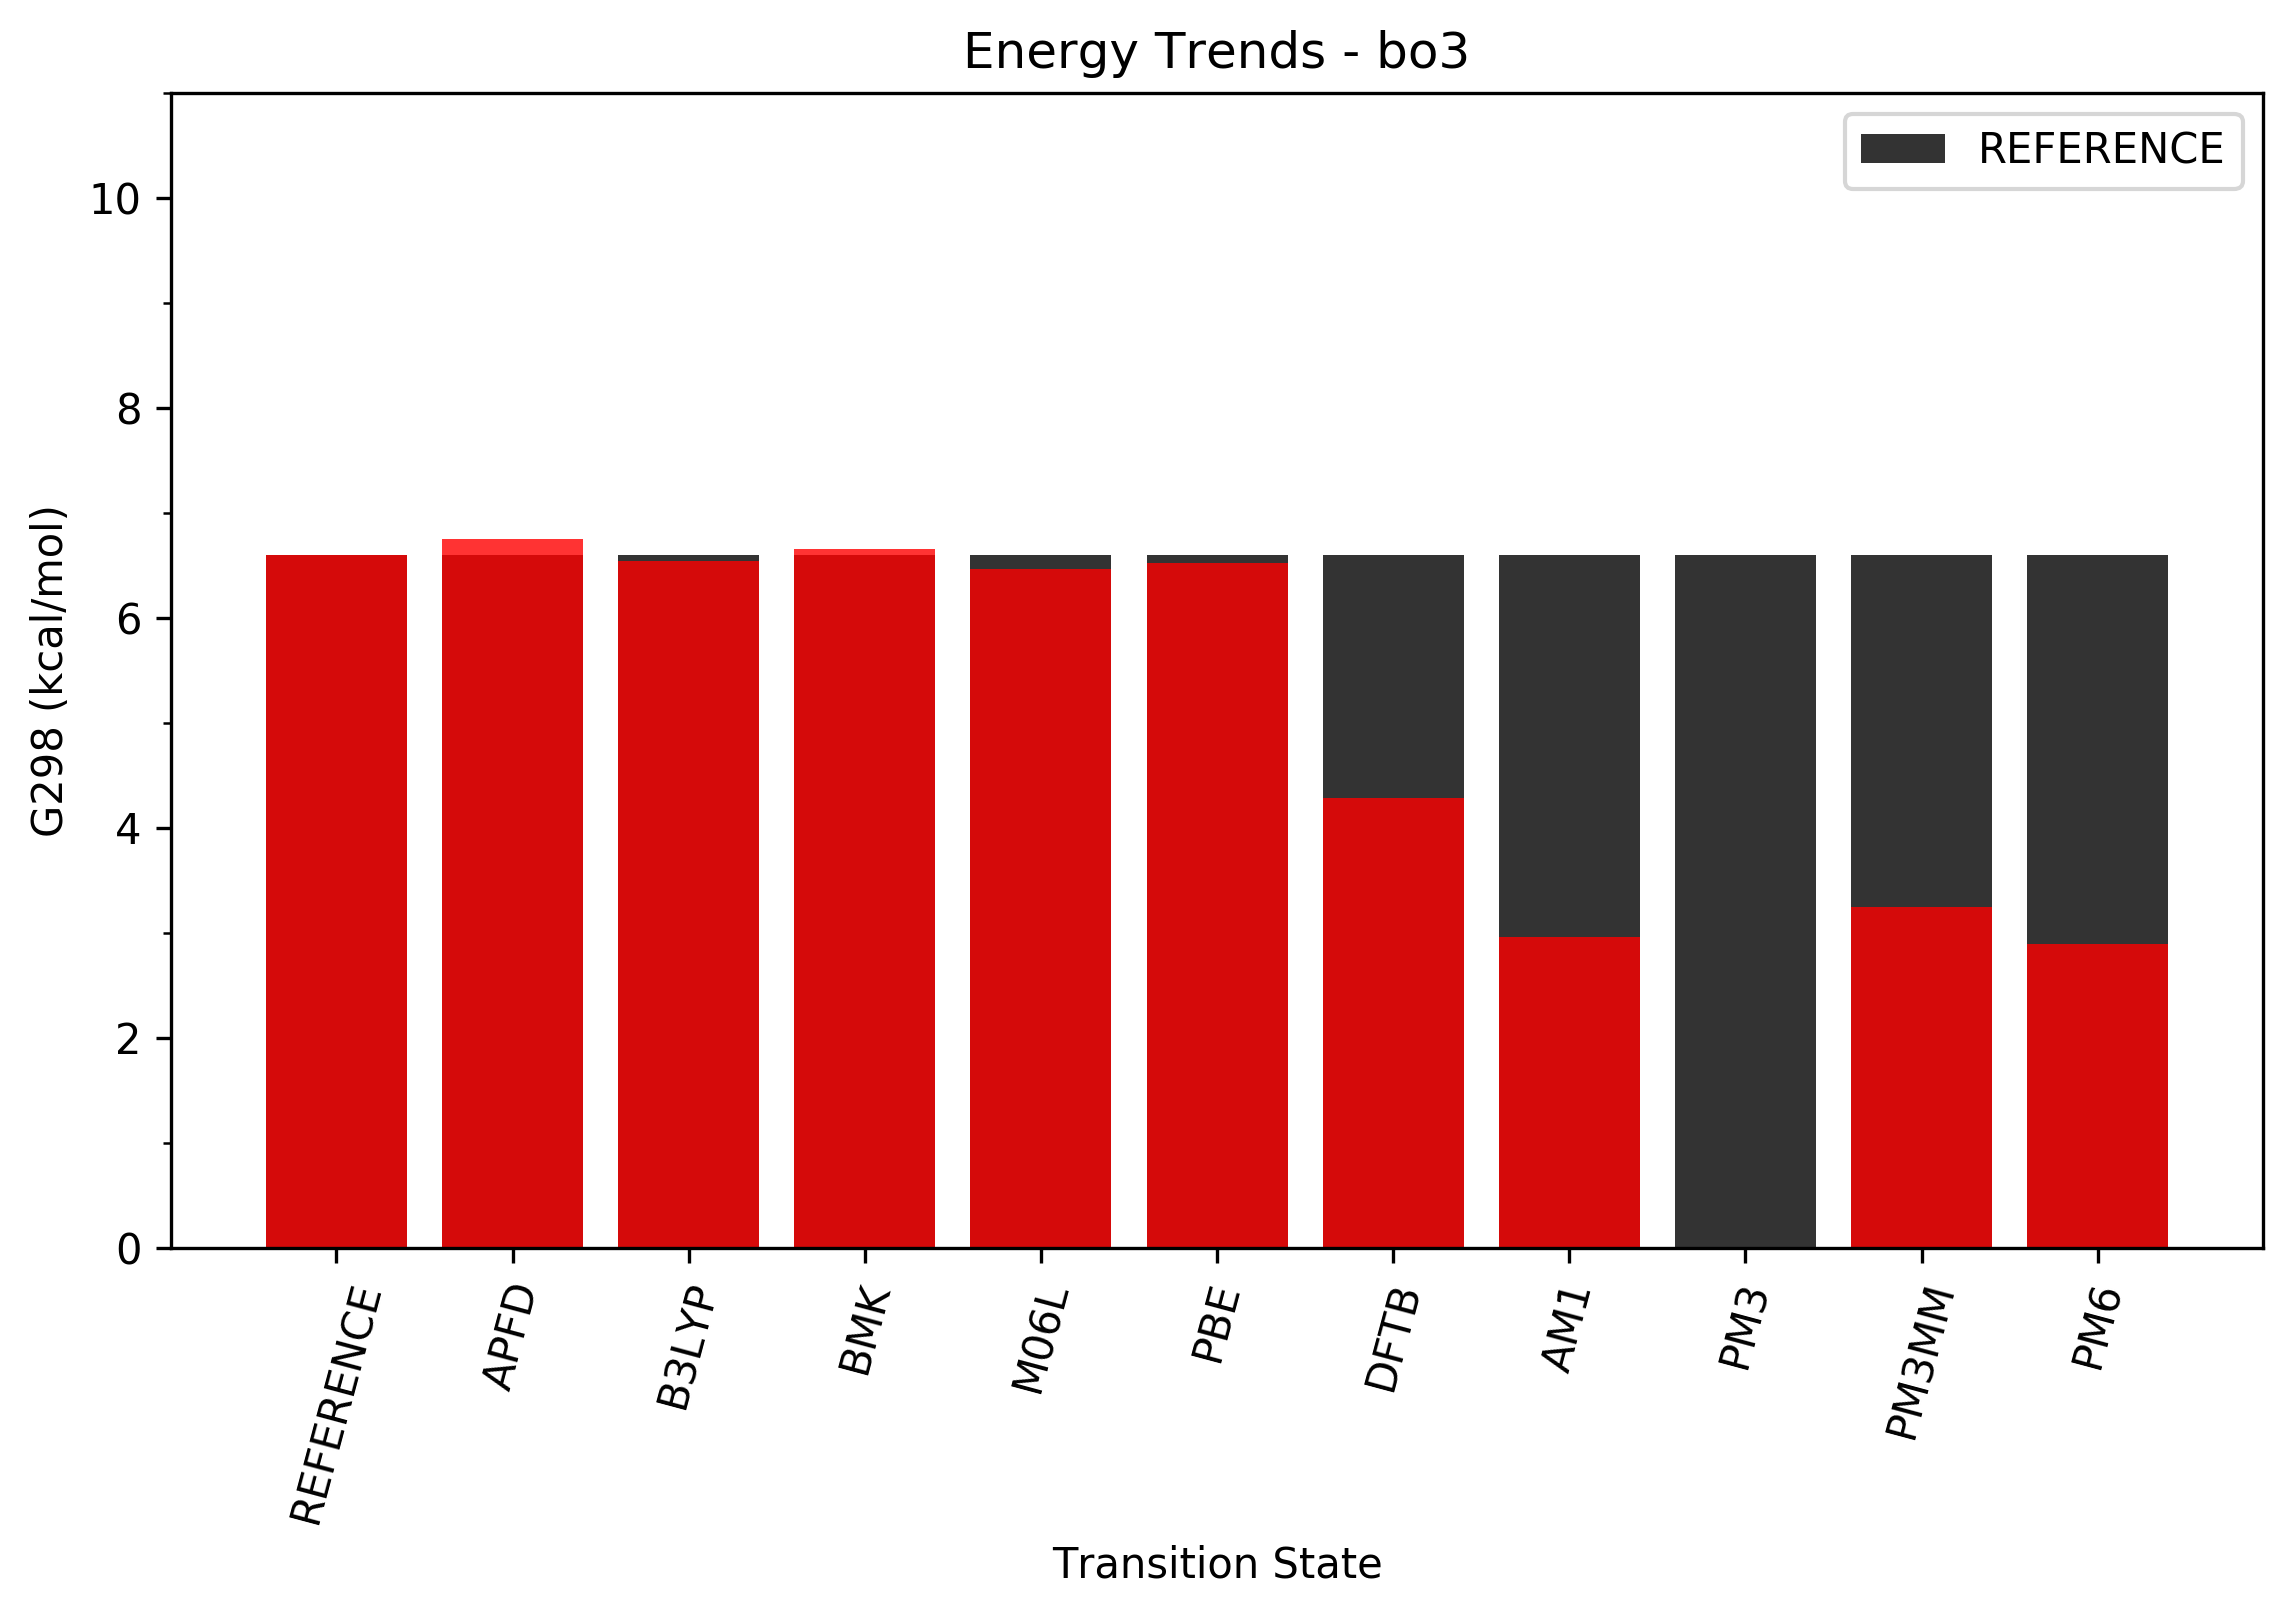 Energy Trends - bo3
REFERENCE
G298 (kcal/mol)
10
8
6
4
2
0
REFERENCE
APFD
B3LYP
BMK
M06L
PBE
DFTB
AM1
PM3
PM3MM
PM6
Transition State